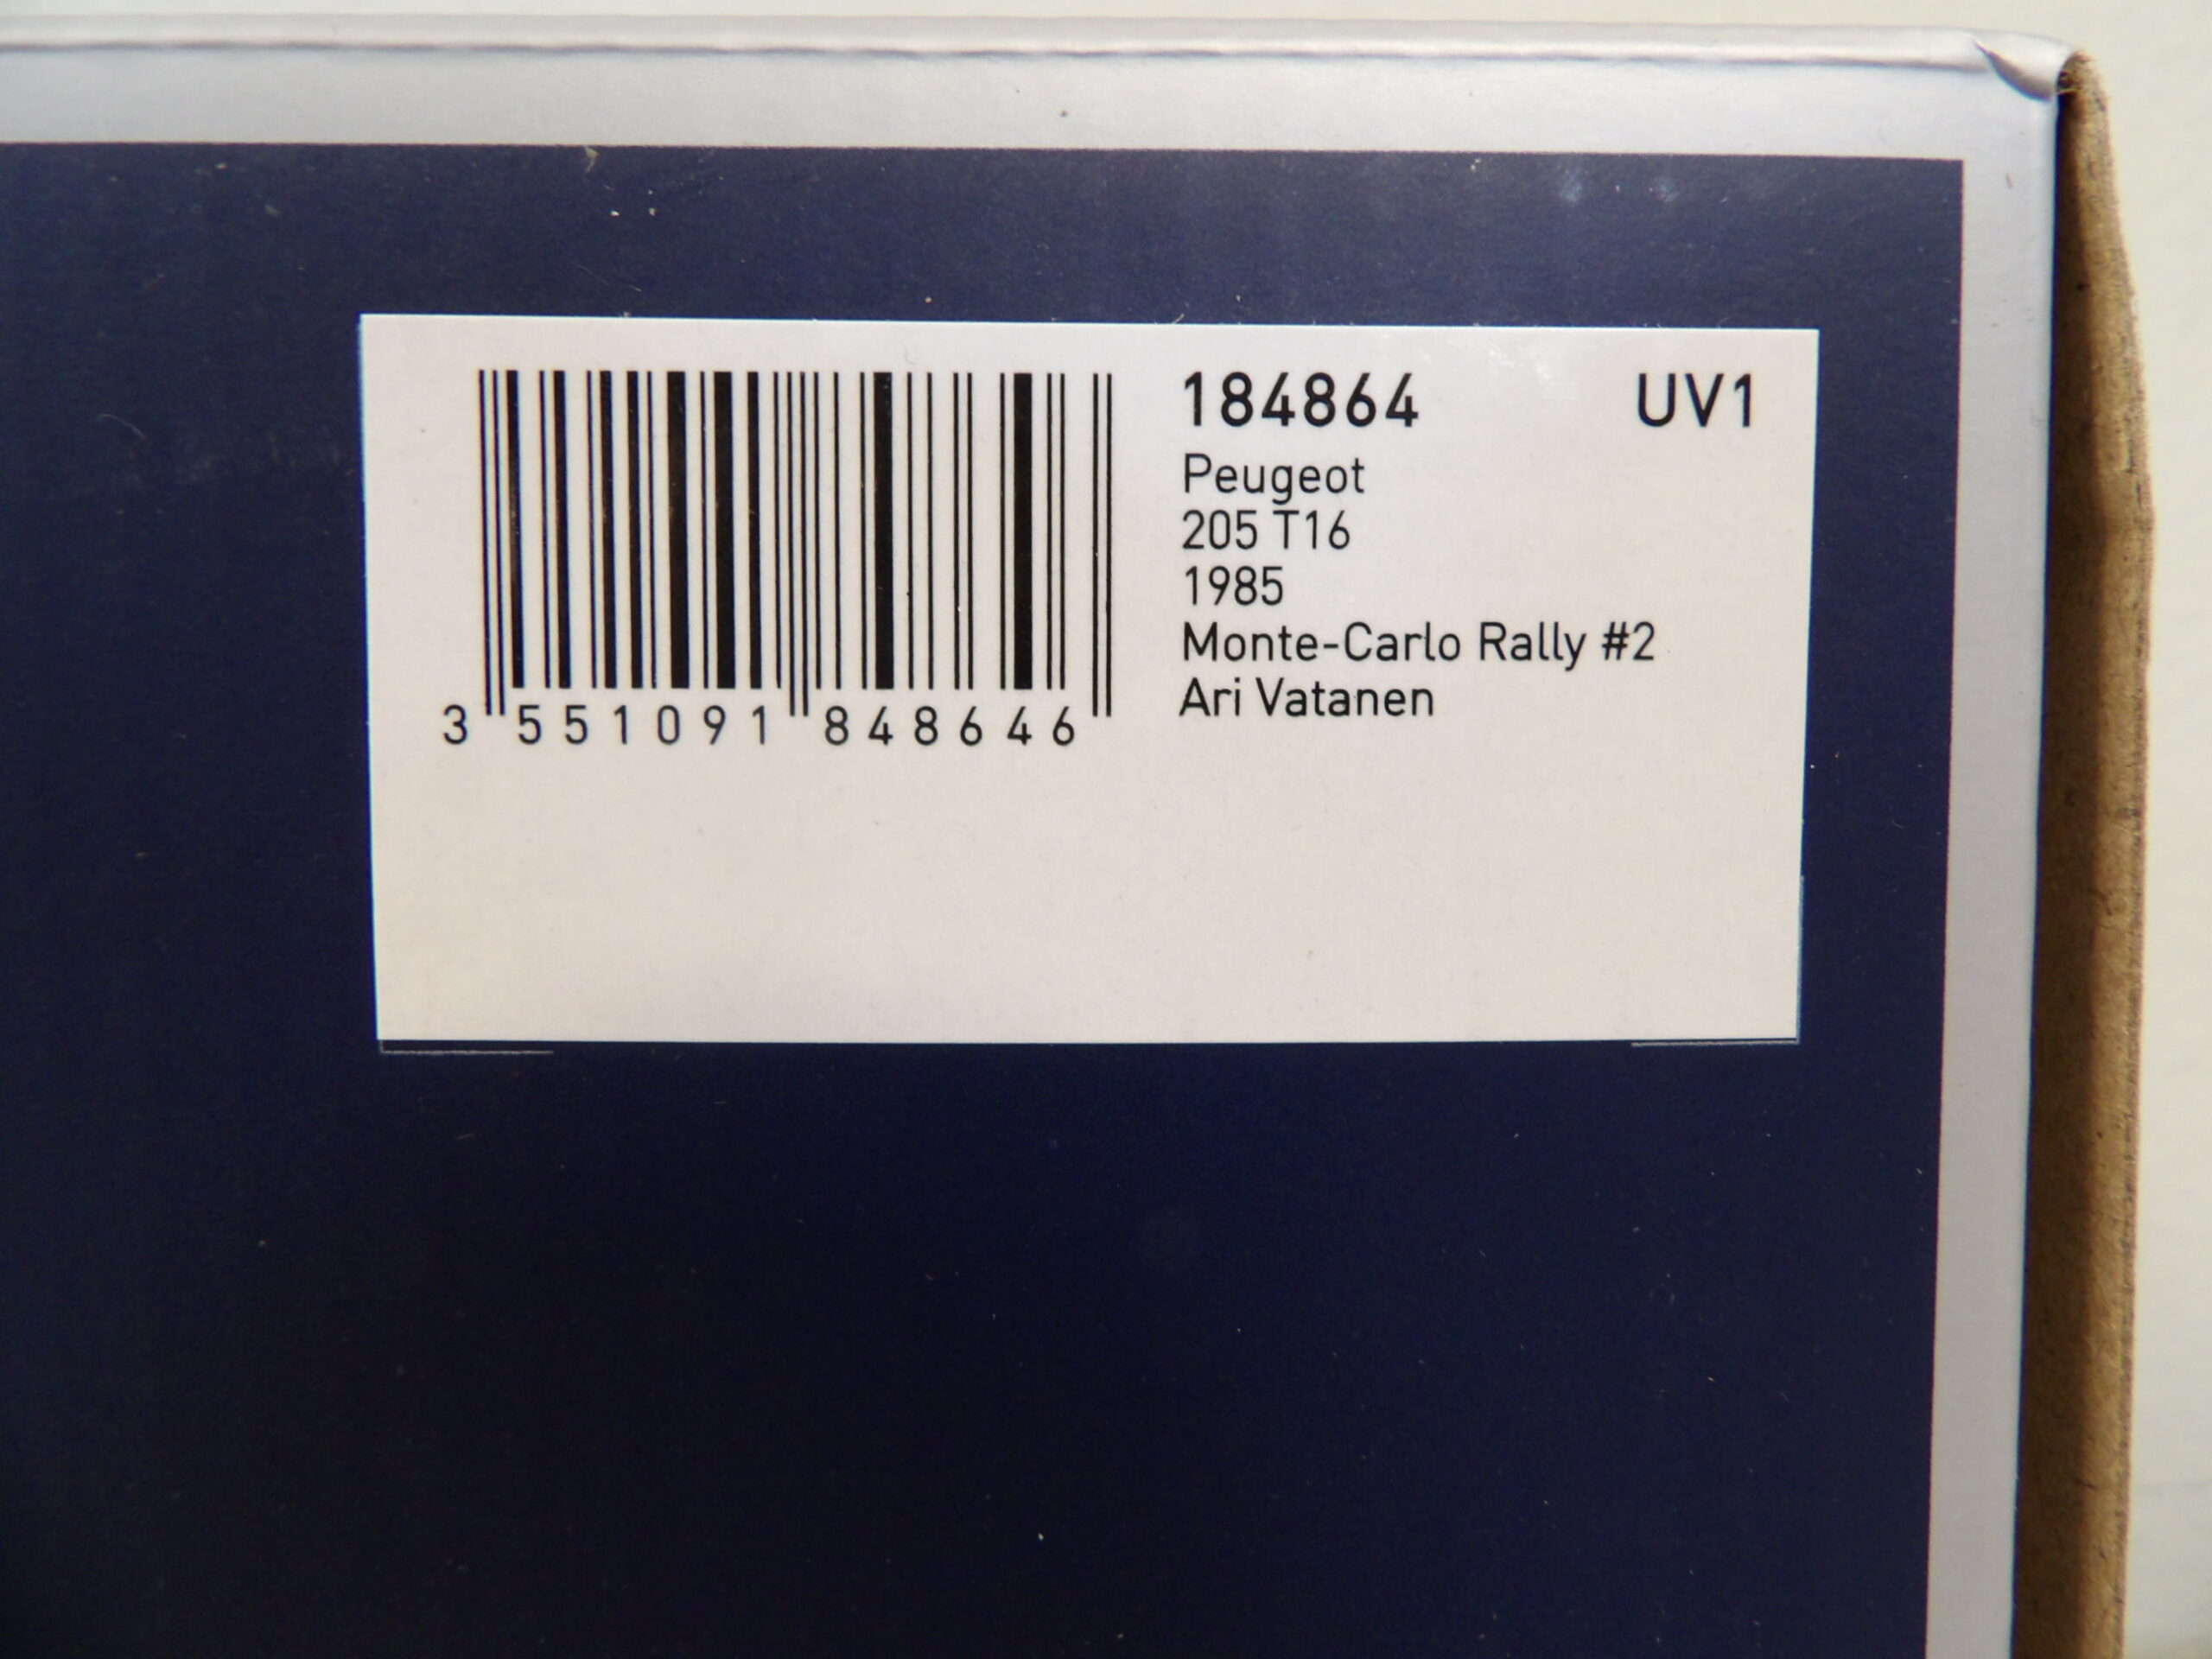 184864 UV1
Peugeot
205 T16
1985
Monte-Carlo Rally #2
Ari Vatanen
3 551091 848646